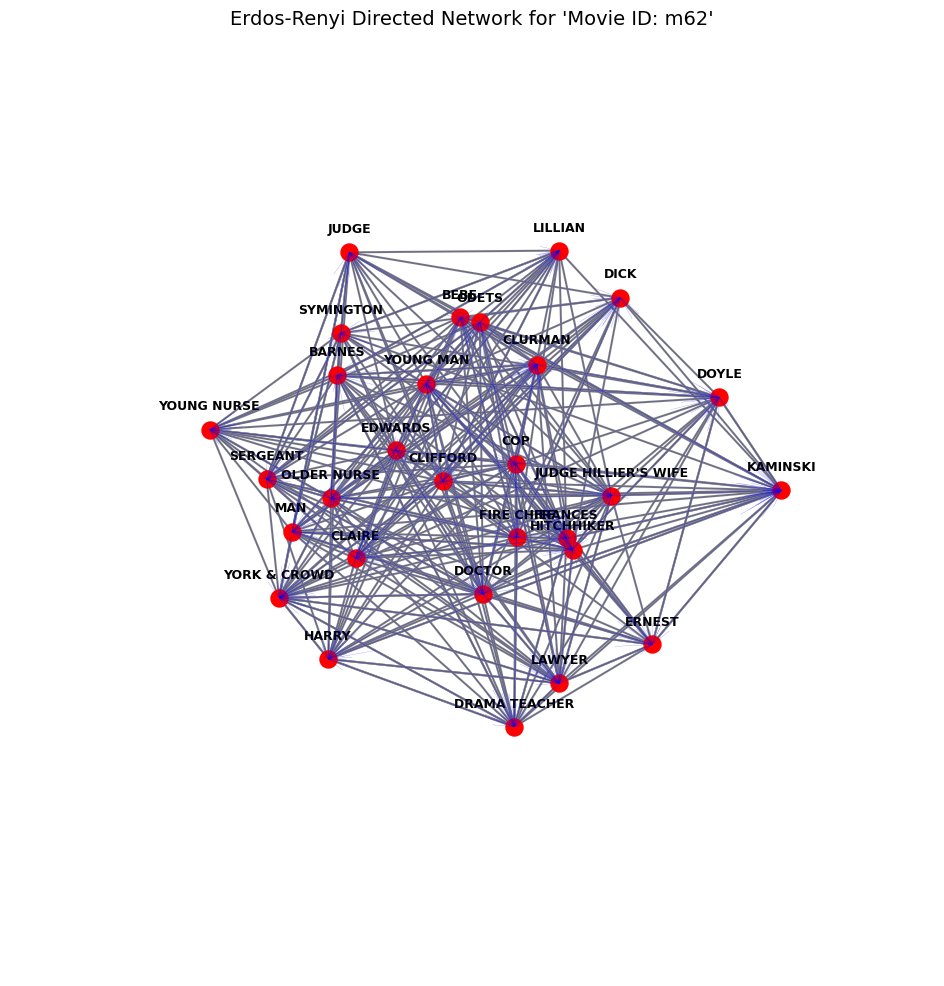 Erdos-Renyi Directed Network for 'Movie ID: m62'
JUDGE
LILLIAN
DICK
BEBE
ODETS
SYMINGTON
CLURMAN
BARNES
YOUNG MAN
DOYLE
YOUNG NURSE
EDWARDS
COP
SERGEANT
CLIFFORD
KAMINSKI
OLDER NURSE
JUDGE HILLIER'S WIFE
MAN
FIRE CHIEF
FRANCES
HITCHHIKER
CLAIRE
DOCTOR
YORK & CROWD
ERNEST
HARRY
LAWYER
DRAMA TEACHER